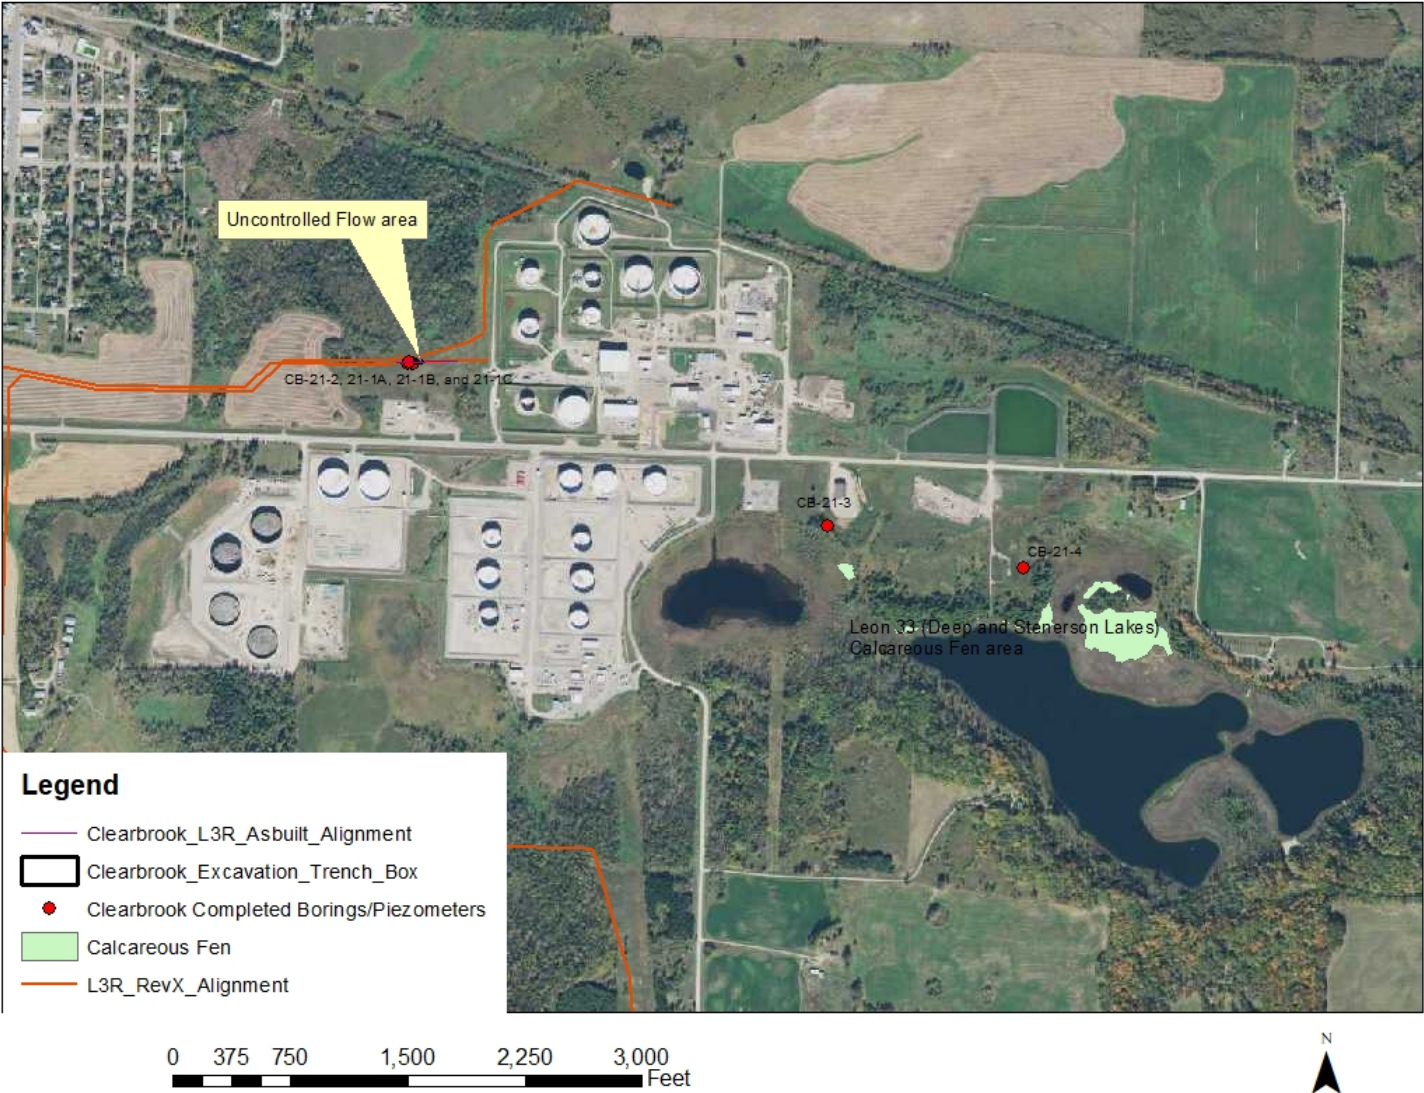 Uncontrolled Flow area
CB-21-2, 21-1A, 21-1B, and 21-1C
CB-21-3
CB-21-4
Leon 33 (Deep and Stenerson Lakes)
Calcareous Fen area
Legend
Clearbrook_L3R_Asbuilt_Alignment
Clearbrook_Excavation_Trench_Box
Clearbrook Completed Borings/Piezometers
Calcareous Fen
L3R_RevX_Alignment
0 375 750 1,500 2,250 3,000
Feet
N